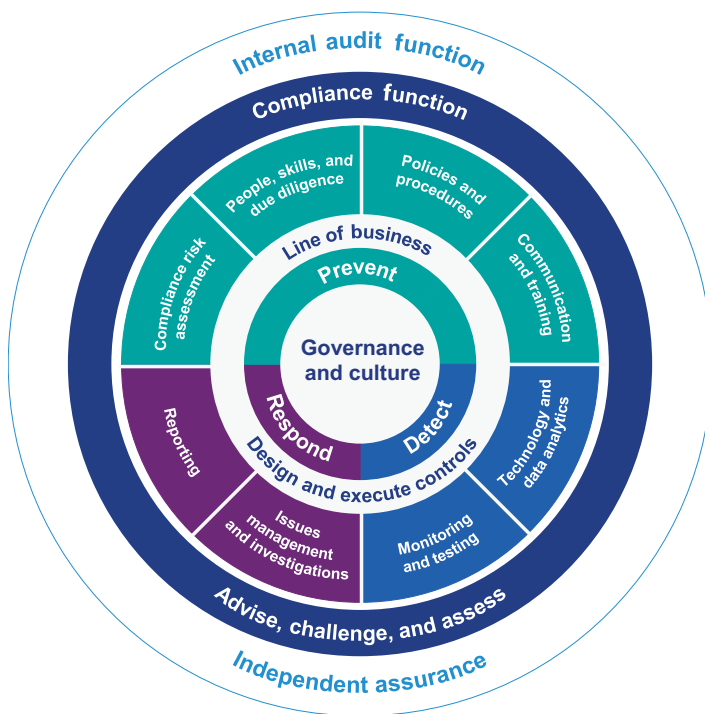 Internal audit function
Compliance function
People, skills, and
due diligence
Policies and
procedures
Compliance risk
assessment
Communication
and training
Line of business
Prevent
Governance
and culture
Respond
Detect
Design and execute controls
Reporting
Technology and
data analytics
Issues
management
and investigations
Monitoring
and testing
Advise, challenge, and assess
Independent assurance